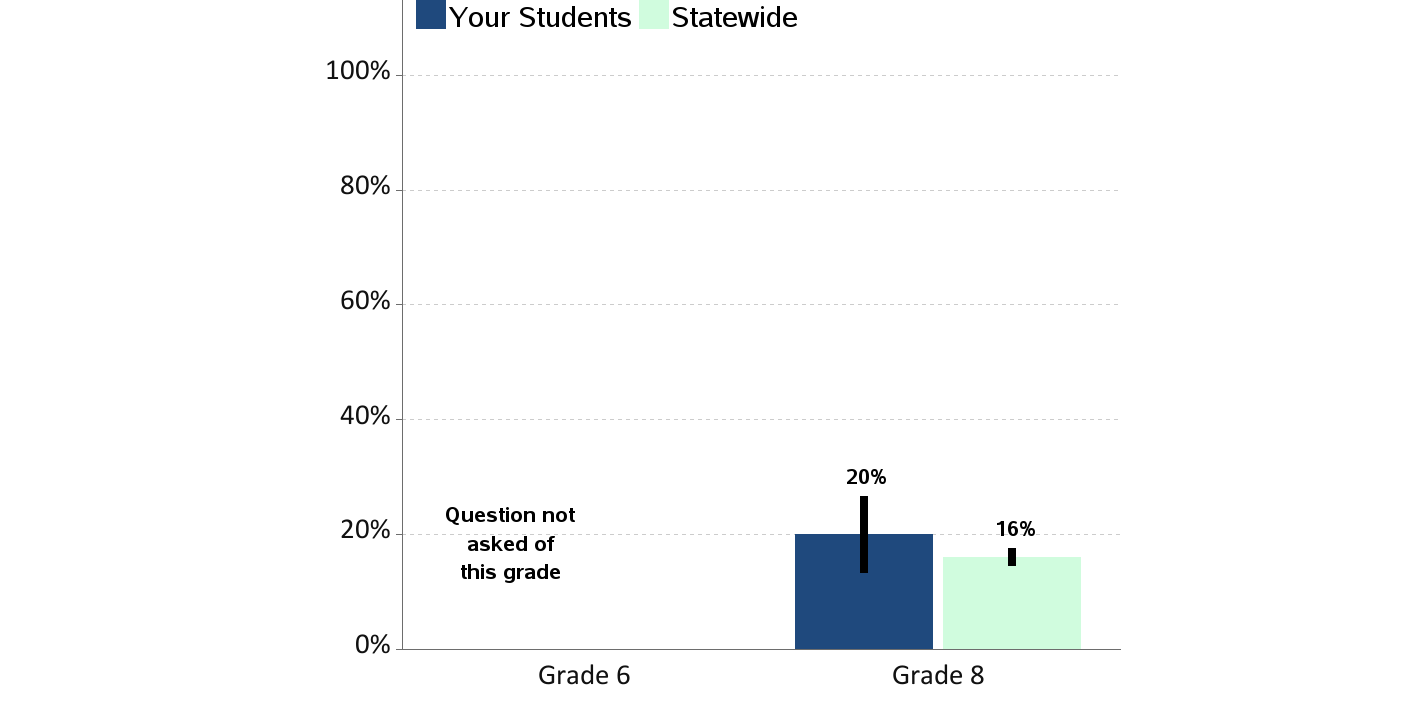 Your Students Statewide
100%
80%
60%
40%
20%
0%
20%
16%
Question not
asked of
this grade
Grade 6 Grade 8